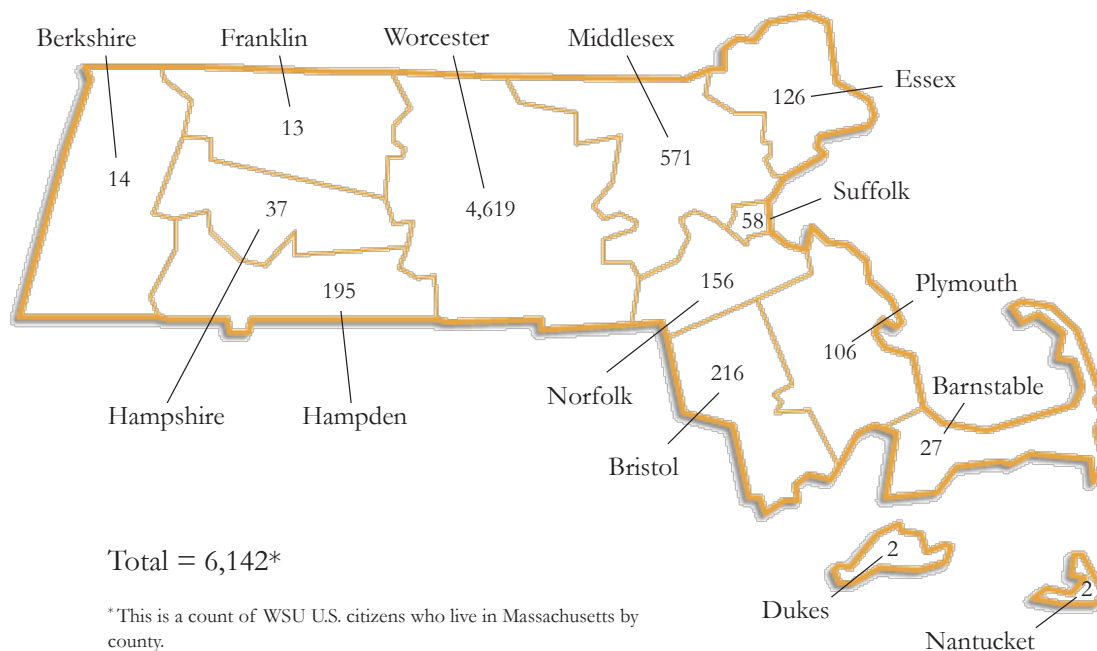 Berkshire
Franklin
Worcester
Middlesex
Essex
126
13
571
14
37
4,619
58
Suffolk
195
156
Plymouth
106
216
Norfolk
Barnstable
Hampshire
Hampden
27
Bristol
Total = 6,142*
2
* This is a count of WSU U.S. citizens who live in Massachusetts by
county.
Dukes
2
Nantucket